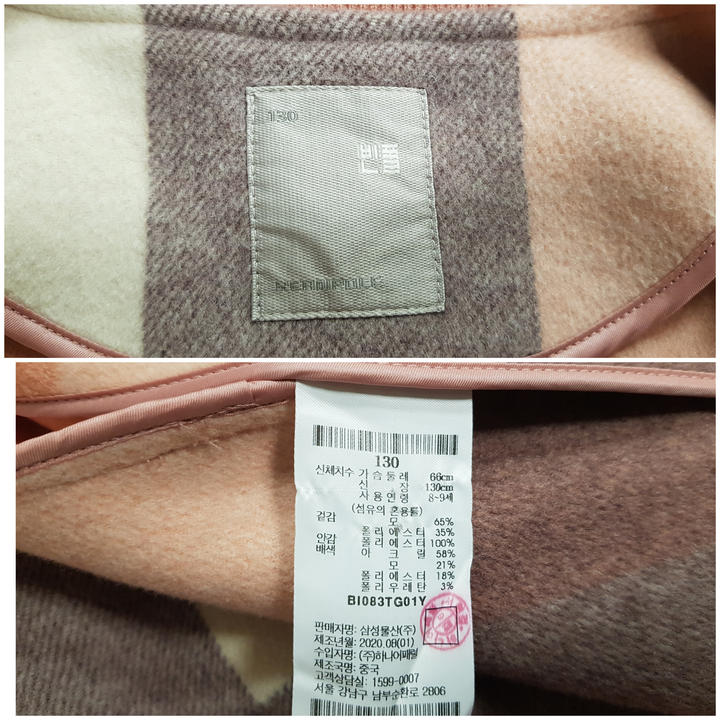 130
130
신체치수 가 슴 둘 레 66cm
신 장 130cm
사 용 연 령 8~9세
(섬유의 혼용률)
겉감 모 65%
폴 리 에 스 터 35%
안감 폴 리 에 스 터 100%
배색 아 크 릴 58%
모 21%
폴 리 에 스 터 18%
폴 리 우 레 탄 3%
BI083TG01Y
판매자명: 삼성물산(주)
제조년월: 2020.08(01)
수입자명: (주)하니어패럴
제조국명: 중국
고객상담실: 1599-0007
서울 강남구 남부순환로 2806